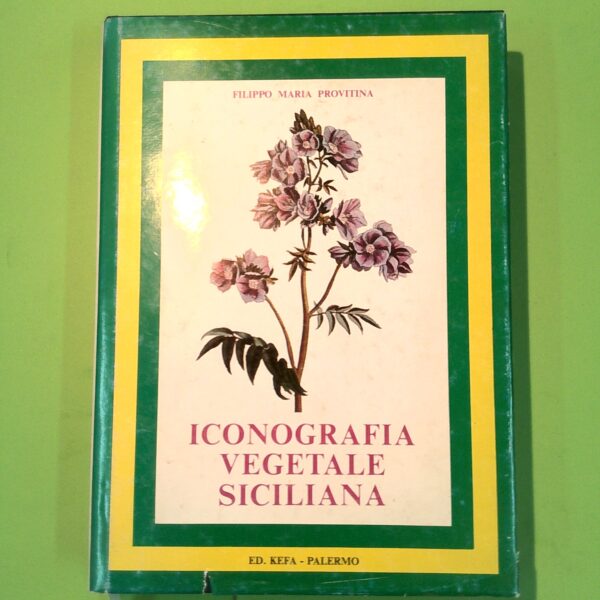 FILIPPO MARIA PROVITINA
ICONOGRAFIA
VEGETALE
SICILIANA
ED. KEFA - PALERMO